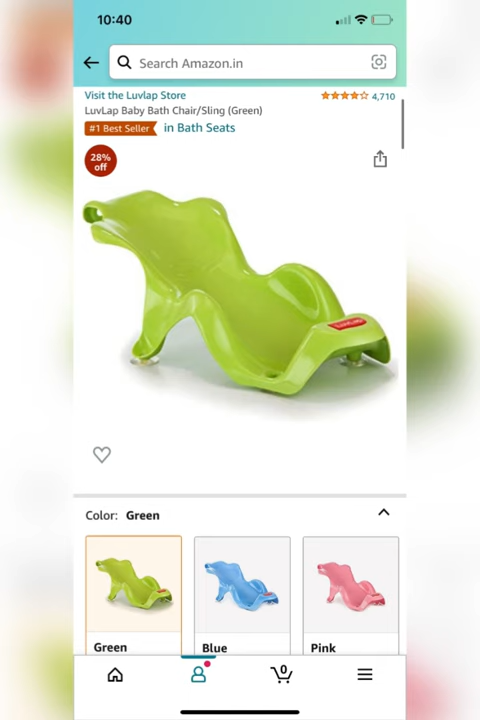 10:40
Search Amazon.in
Visit the Luvlap Store
4,710
LuvLap Baby Bath Chair/Sling (Green)
#1 Best Seller in Bath Seats
28%
off
Color: Green
Green
Blue
Pink
0